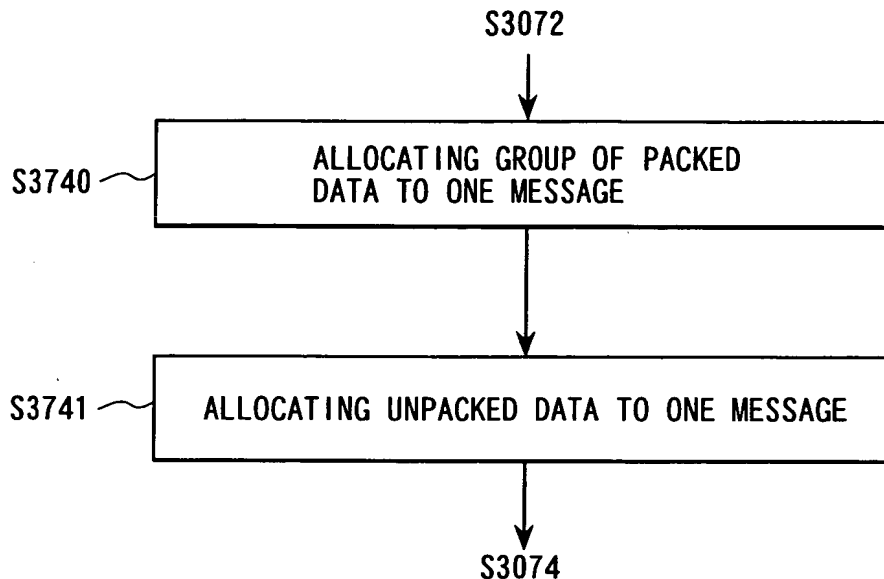 S3072
S3740
ALLOCATING GROUP OF PACKED
DATA TO ONE MESSAGE
S3741
ALLOCATING UNPACKED DATA TO ONE MESSAGE
S3074